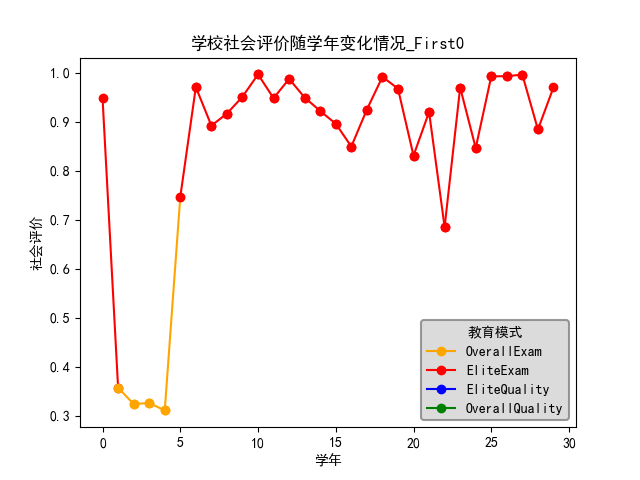 学校社会评价随学年变化情况_First0
社会评价
1.0
0.9
0.8
0.7
0.6
0.5
0.4
0.3
教育模式
OverallExam
EliteExam
EliteQuality
OverallQuality
0 5 10 15 20 25 30
学年